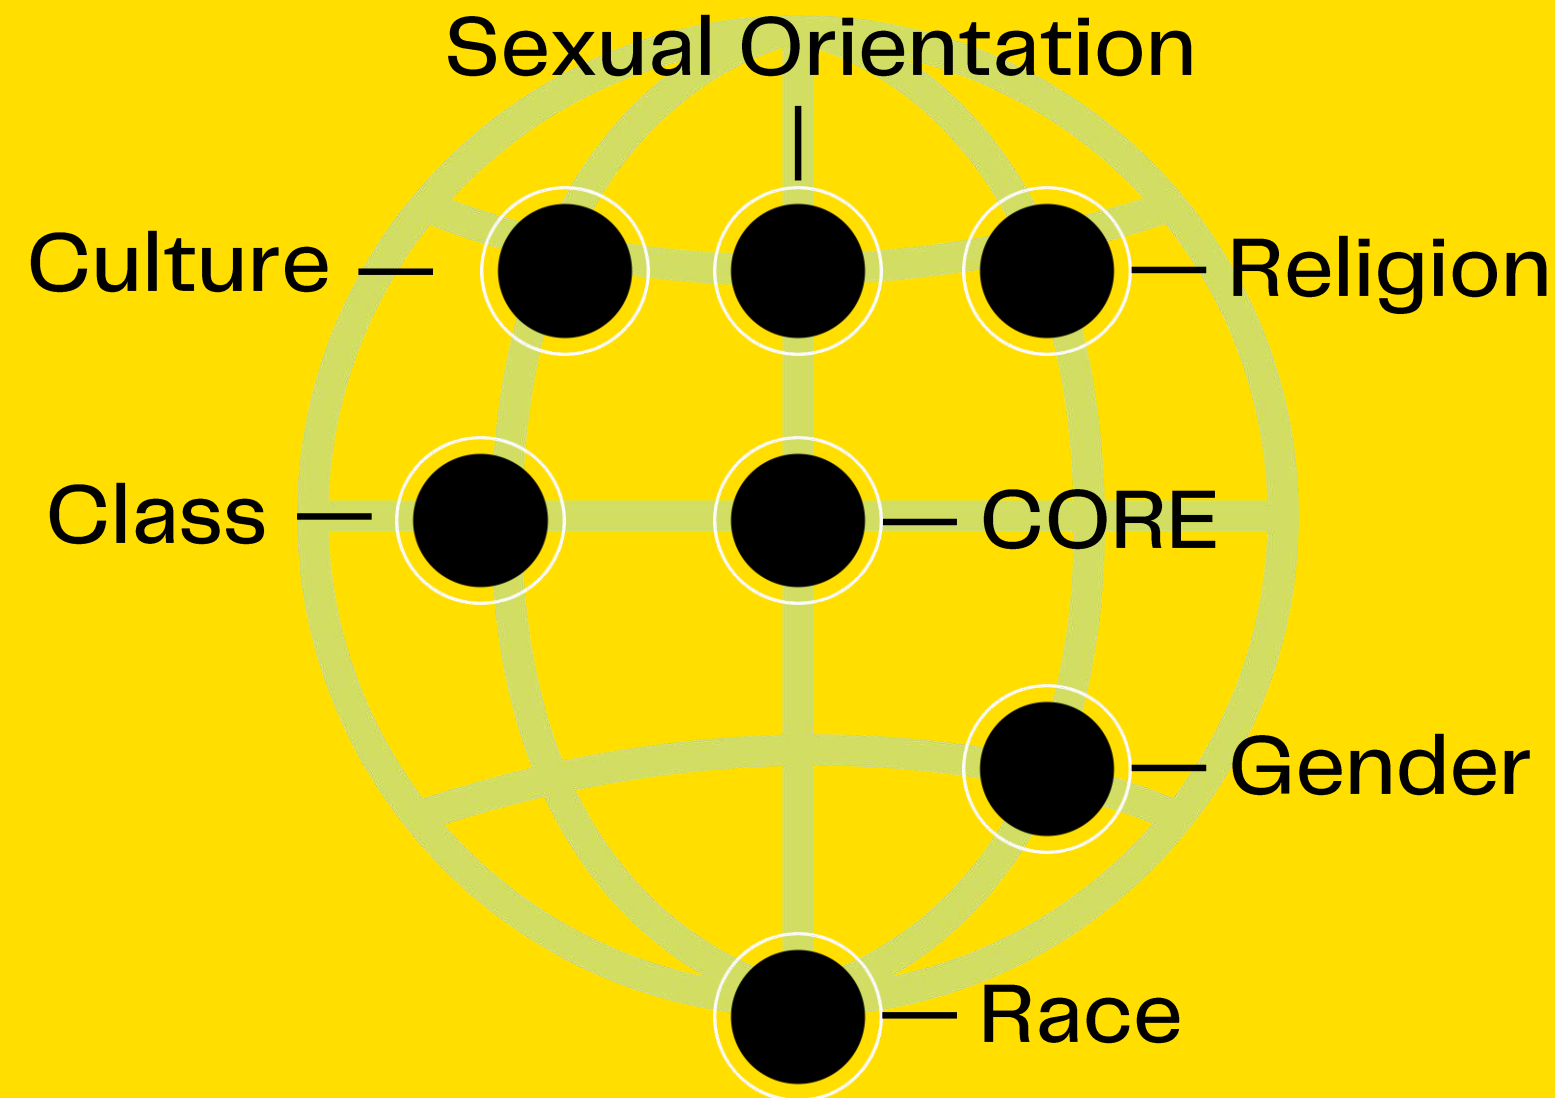 Sexual Orientation
Culture
Religion
Class
CORE
Gender
Race